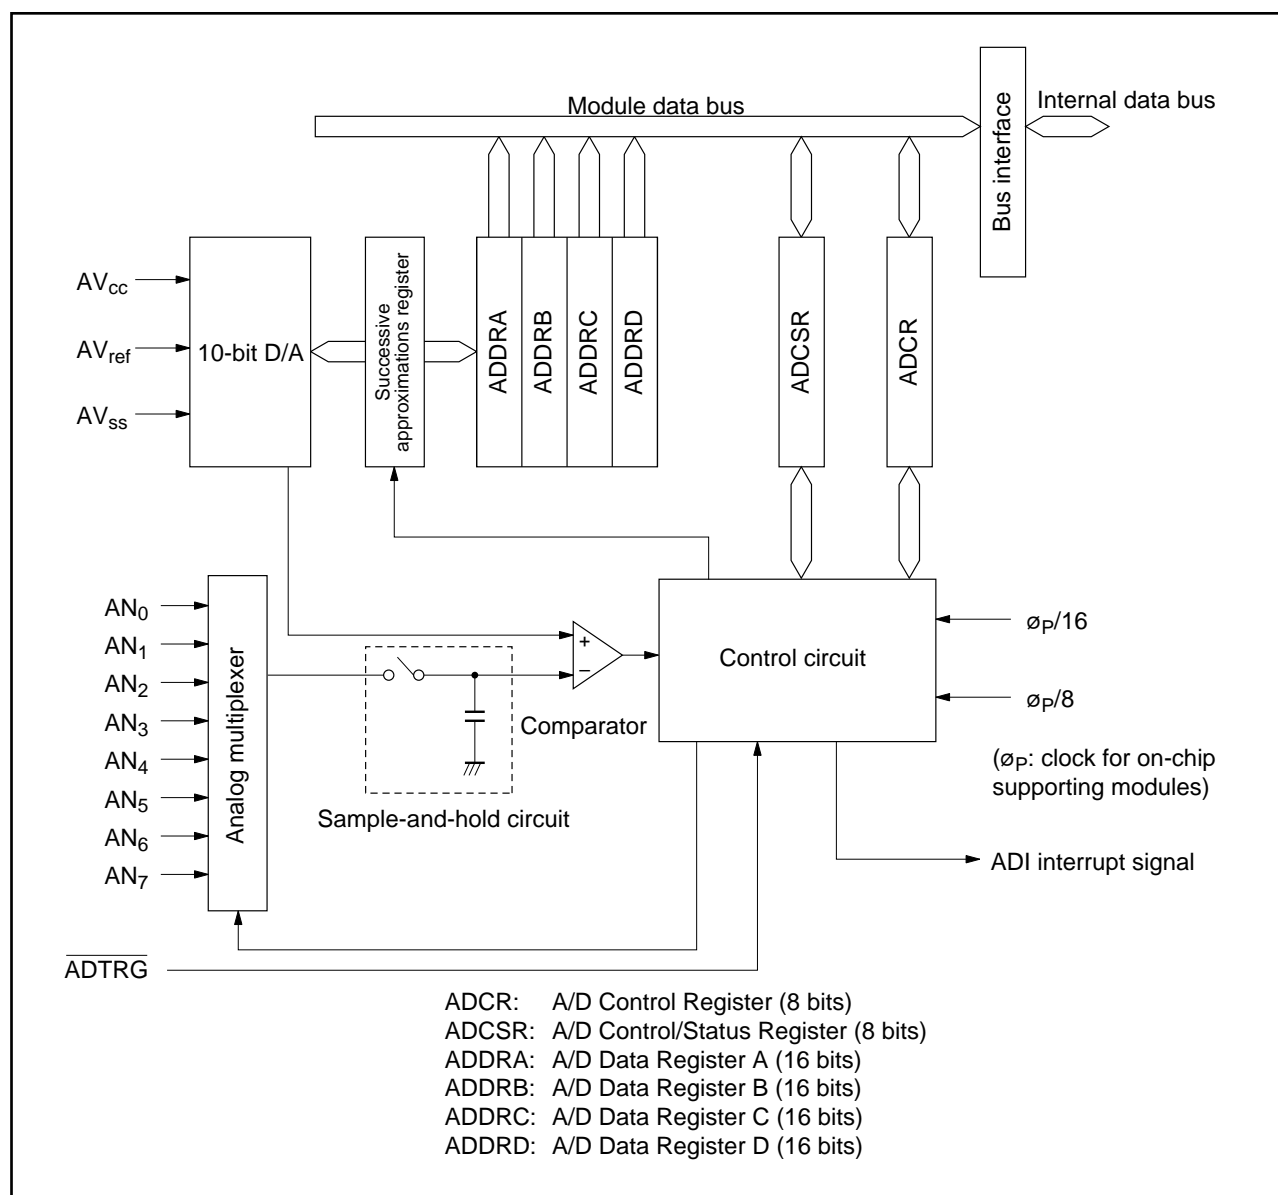 Module data bus
Internal data bus
Bus interface
AVcc
AVref
AVss
10-bit D/A
Successive
approximations register
ADDRA
ADDRB
ADDRC
ADDRD
ADCSR
ADCR
AN0
AN1
AN2
AN3
AN4
AN5
AN6
AN7
Analog multiplexer
+
−
Comparator
Sample-and-hold circuit
Control circuit
øP/16
øP/8
(øP: clock for on-chip
supporting modules)
ADI interrupt signal
ADTRG
ADCR: A/D Control Register (8 bits)
ADCSR: A/D Control/Status Register (8 bits)
ADDRA: A/D Data Register A (16 bits)
ADDRB: A/D Data Register B (16 bits)
ADDRC: A/D Data Register C (16 bits)
ADDRD: A/D Data Register D (16 bits)